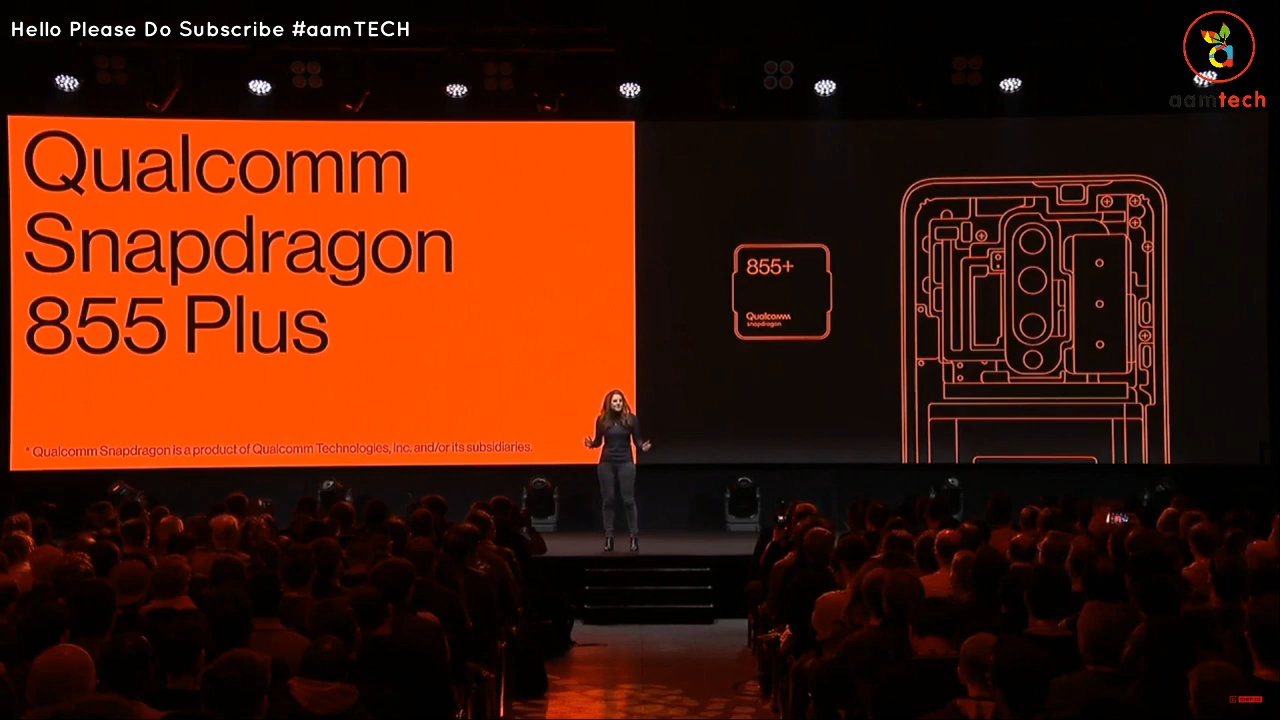 Hello Please Do Subscribe #aamTECH
a
aamtech
Qualcomm
Snapdragon
855 Plus
* Qualcomm Snapdragon is a product of Qualcomm Technologies, Inc. and/or its subsidiaries.
855+
Qualcomm
snapdragon